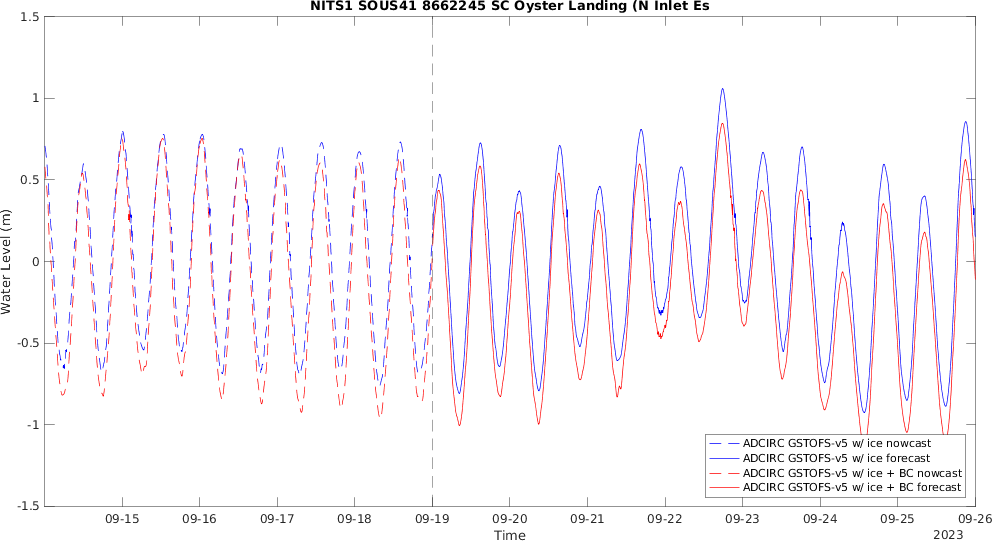 NITS1 SOUS41 8662245 SC Oyster Landing (N Inlet Es
1.5
1
0.5
0
-0.5
-1
-1.5
Water Level (m)
09-15 09-16 09-17 09-18 09-19 09-20 09-21 09-22 09-23 09-24 09-25 09-26
Time
2023
ADCIRC GSTOFS-v5 w/ ice nowcast
ADCIRC GSTOFS-v5 w/ ice forecast
ADCIRC GSTOFS-v5 w/ ice + BC nowcast
ADCIRC GSTOFS-v5 w/ ice + BC forecast